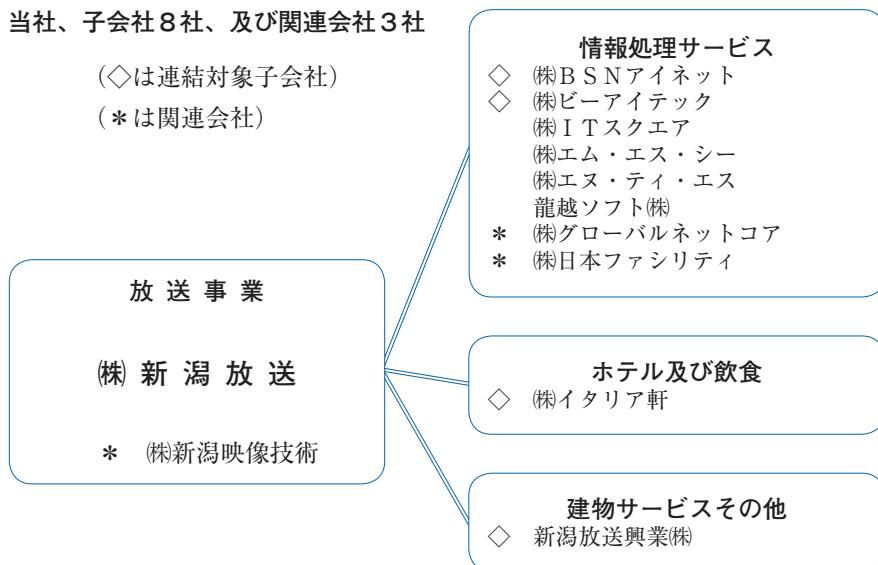 当社、子会社８社、及び関連会社３社
（◇は連結対象子会社）
（＊は関連会社）
放 送 事 業
㈱ 新 潟 放 送
＊ ㈱新潟映像技術
情報処理サービス
◇ ㈱ＢＳＮアイネット
◇ ㈱ビーアイテック
㈱ＩＴスクエア
㈱エム・エス・シー
㈱エヌ・ティ・エス
龍越ソフト㈱
＊ ㈱グローバルネットコア
＊ ㈱日本ファシリティ
ホテル及び飲食
◇ ㈱イタリア軒
建物サービスその他
◇ 新潟放送興業㈱